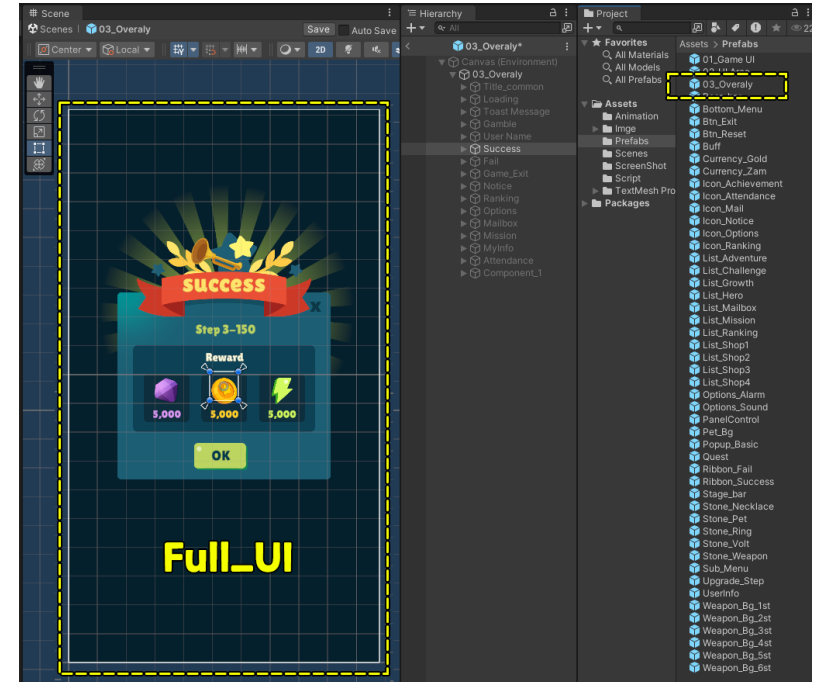 Scene
Scenes
03_Overaly
Save
Auto Save
Center
Local
2D
success
Step 3-150
Reward
5,000
5,000
5,000
OK
Full_UI
Hierarchy
All
03_Overaly*
Canvas (Environment)
03_Overaly
Title_common
Loading
Toast Message
Gamble
User Name
Success
Fail
Game_Exit
Notice
Ranking
Options
Mailbox
Mission
MyInfo
Attendance
Component_1
Project
22
Favorites
All Materials
All Models
All Prefabs
Assets
Animation
Imge
Prefabs
Scenes
ScreenShot
Script
TextMesh Pro
Packages
Assets > Prefabs
01_Game UI
03_Overaly
Bottom_Menu
Btn_Exit
Btn_Reset
Buff
Currency_Gold
Currency_Zam
Icon_Achievement
Icon_Attendance
Icon_Mail
Icon_Notice
Icon_Options
Icon_Ranking
List_Adventure
List_Challenge
List_Growth
List_Hero
List_Mailbox
List_Mission
List_Ranking
List_Shop1
List_Shop2
List_Shop3
List_Shop4
Options_Alarm
Options_Sound
PanelControl
Pet_Bg
Popup_Basic
Quest
Ribbon_Fail
Ribbon_Success
Stage_bar
Stone_Necklace
Stone_Pet
Stone_Ring
Stone_Volt
Stone_Weapon
Sub_Menu
Upgrade_Step
UserInfo
Weapon_Bg_1st
Weapon_Bg_2st
Weapon_Bg_3st
Weapon_Bg_4st
Weapon_Bg_5st
Weapon_Bg_6st